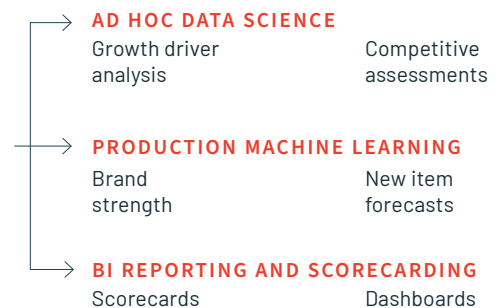 AD HOC DATA SCIENCE
Growth driver
analysis
Competitive
assessments
PRODUCTION MACHINE LEARNING
Brand
strength
New item
forecasts
BI REPORTING AND SCORECARDING
Scorecards
Dashboards